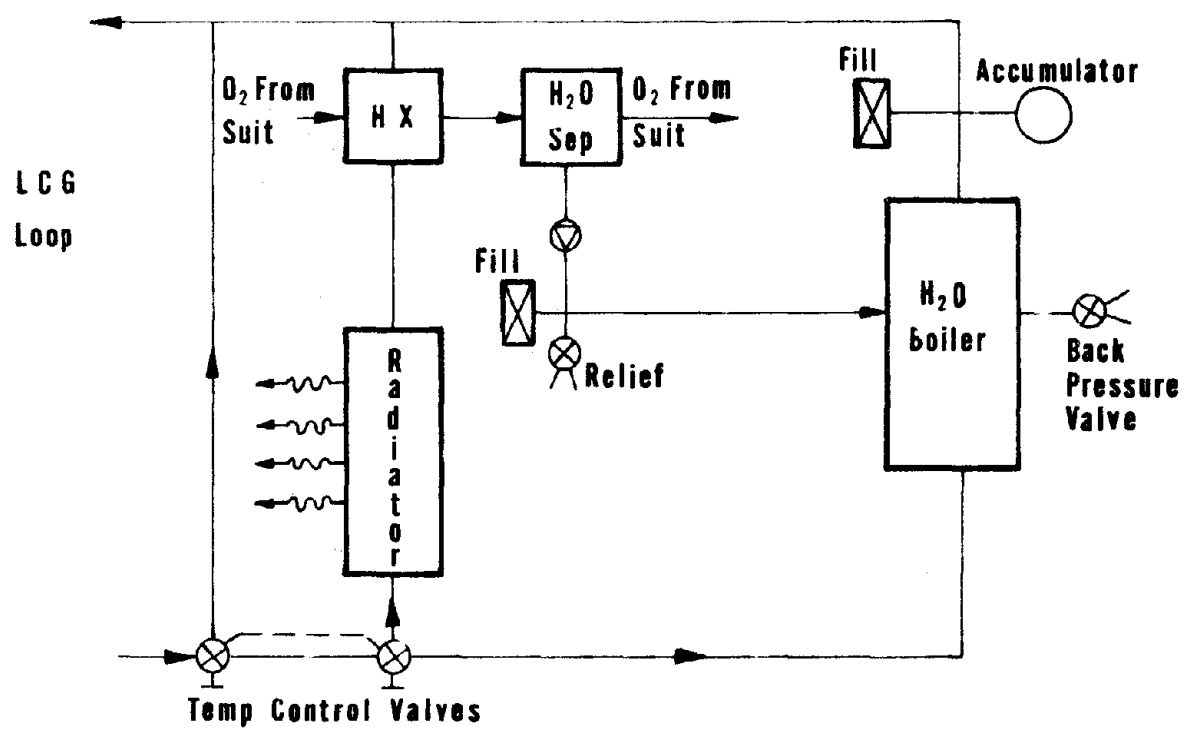 Fill
Accumulator
O₂ From
Suit
H X
H₂O
Sep
O₂ From
Suit
L C G
Loop
Fill
Relief
H₂O
boiler
Back
Pressure
Valve
Radiator
Temp Control Valves